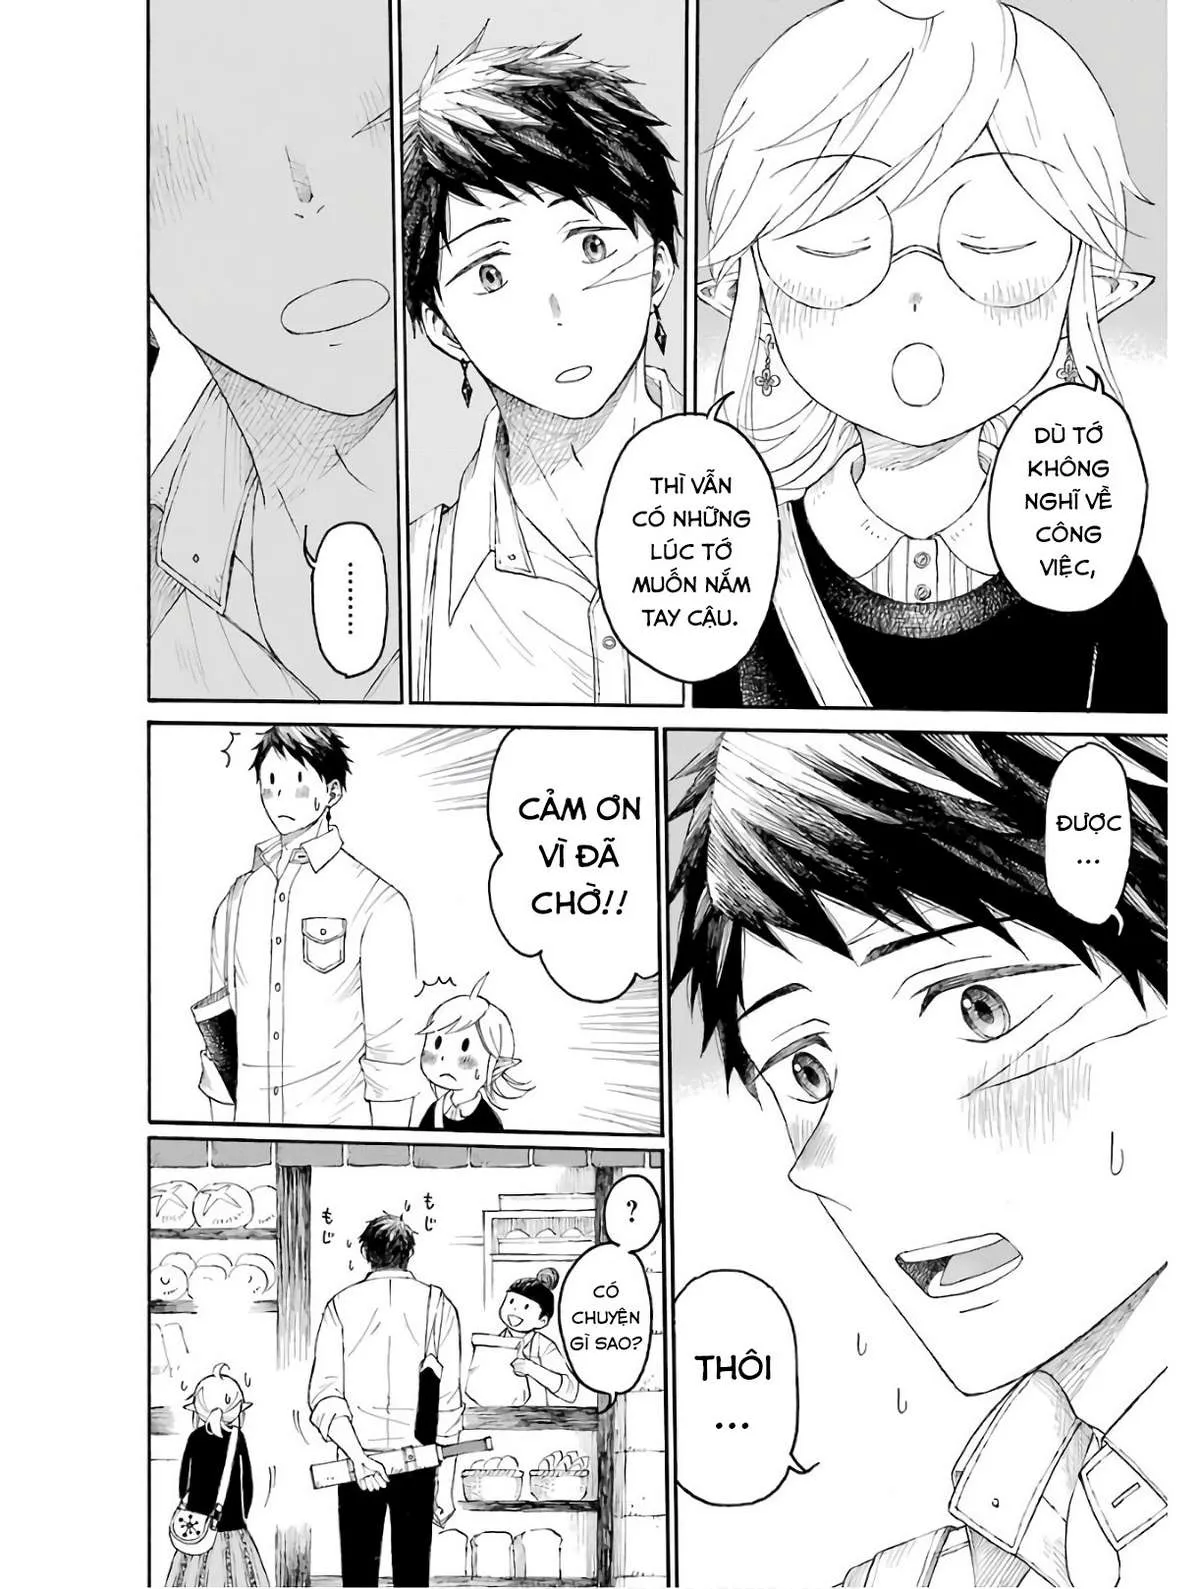 DÙ TỚ
KHÔNG
NGHĨ VỀ
CÔNG
VIỆC,
THÌ VẪN
CÓ NHỮNG
LÚC TỚ
MUỐN NẮM
TAY CẬU.
.........
ĐƯỢC
...
THÔI
...
CẢM ƠN
VÌ ĐÃ
CHỜ!!
もじ
もじ
?
CÓ
CHUYỆN
GÌ SAO?